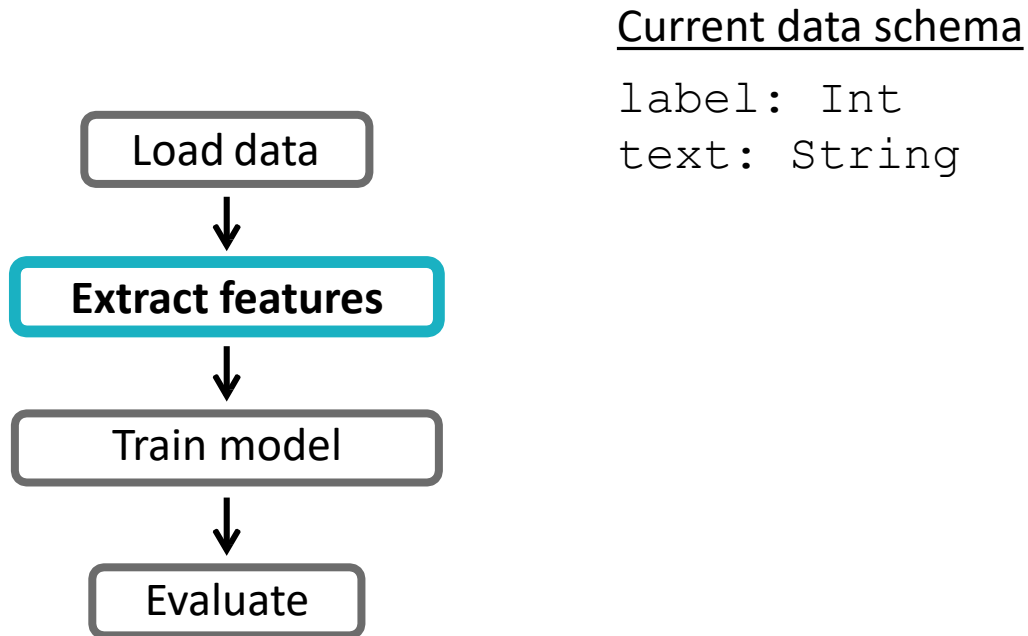 Current data schema
label: Int
text: String
Load data
Extract features
Train model
Evaluate